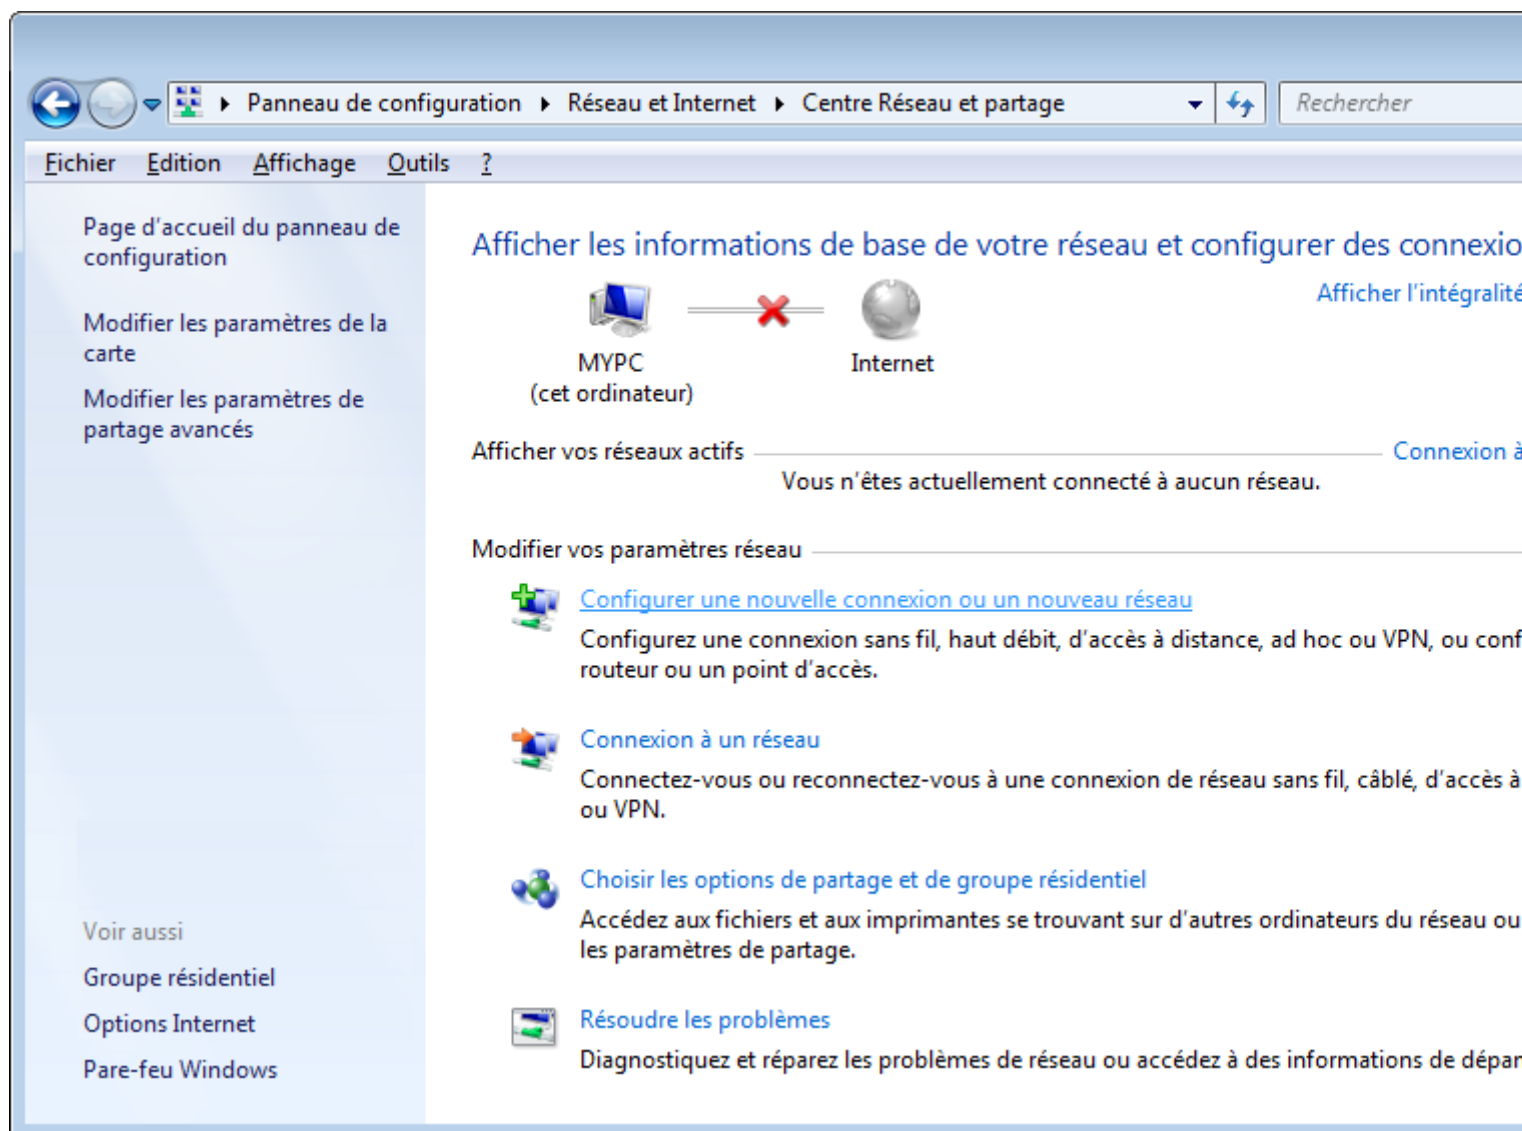 Panneau de configuration Réseau et Internet Centre Réseau et partage Rechercher
Fichier Edition Affichage Outils ?
Page d'accueil du panneau de
configuration
Modifier les paramètres de la
carte
Modifier les paramètres de
partage avancés
Voir aussi
Groupe résidentiel
Options Internet
Pare-feu Windows
Afficher les informations de base de votre réseau et configurer des connexio
Afficher l'intégralité
MYPC
(cet ordinateur)
Internet
Afficher vos réseaux actifs Connexion à
Vous n'êtes actuellement connecté à aucun réseau.
Modifier vos paramètres réseau
Configurer une nouvelle connexion ou un nouveau réseau
Configurez une connexion sans fil, haut débit, d'accès à distance, ad hoc ou VPN, ou conf
routeur ou un point d'accès.
Connexion à un réseau
Connectez-vous ou reconnectez-vous à une connexion de réseau sans fil, câblé, d'accès à
ou VPN.
Choisir les options de partage et de groupe résidentiel
Accédez aux fichiers et aux imprimantes se trouvant sur d'autres ordinateurs du réseau ou
les paramètres de partage.
Résoudre les problèmes
Diagnostiquez et réparez les problèmes de réseau ou accédez à des informations de dépan